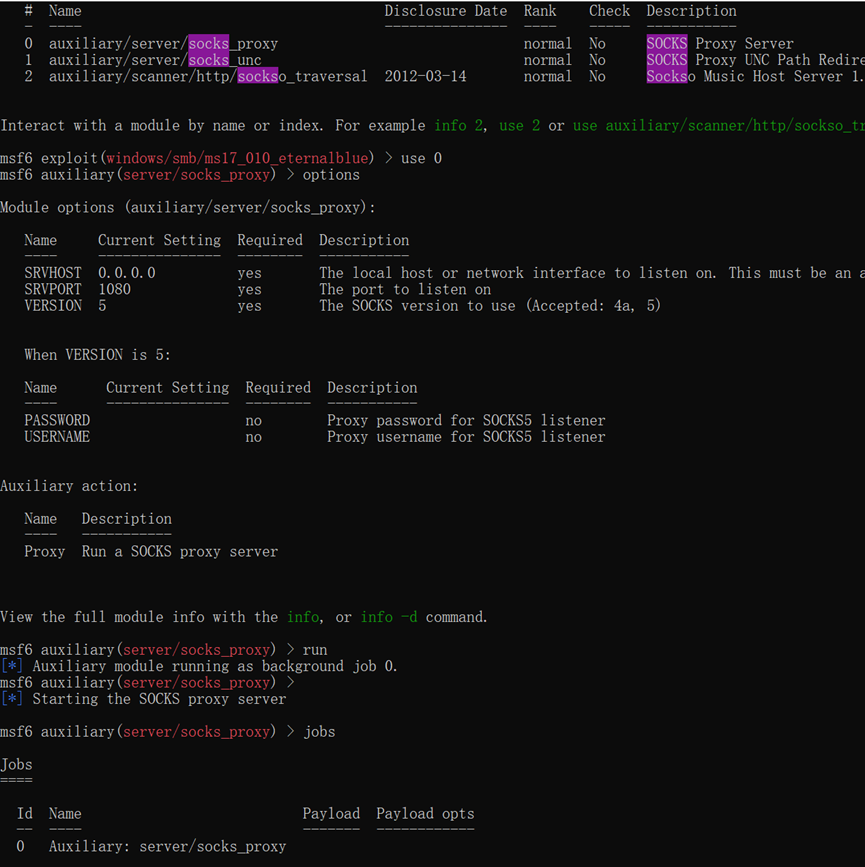 #  Name                                     Disclosure Date  Rank    Check  Description
-  ----                                     ---------------  ----    -----  -----------
0  auxiliary/server/socks_proxy                              normal  No     SOCKS Proxy Server
1  auxiliary/server/socks_unc                                normal  No     SOCKS Proxy UNC Path Redire
2  auxiliary/scanner/http/sockso_traversal  2012-03-14       normal  No     Sockso Music Host Server 1.
Interact with a module by name or index. For example info 2, use 2 or use auxiliary/scanner/http/sockso_tr
msf6 exploit(windows/smb/ms17_010_eternalblue) > use 0
msf6 auxiliary(server/socks_proxy) > options
Module options (auxiliary/server/socks_proxy):
Name     Current Setting  Required  Description
----     ---------------  --------  -----------
SRVHOST  0.0.0.0          yes       The local host or network interface to listen on. This must be an a
SRVPORT  1080             yes       The port to listen on
VERSION  5                yes       The SOCKS version to use (Accepted: 4a, 5)
When VERSION is 5:
Name      Current Setting  Required  Description
----      ---------------  --------  -----------
PASSWORD                   no        Proxy password for SOCKS5 listener
USERNAME                   no        Proxy username for SOCKS5 listener
Auxiliary action:
Name   Description
----   -----------
Proxy  Run a SOCKS proxy server
View the full module info with the info, or info -d command.
msf6 auxiliary(server/socks_proxy) > run
[*] Auxiliary module running as background job 0.
msf6 auxiliary(server/socks_proxy) >
[*] Starting the SOCKS proxy server
msf6 auxiliary(server/socks_proxy) > jobs
Jobs
====
Id  Name                           Payload  Payload opts
--  ----                           -------  ------------
0   Auxiliary: server/socks_proxy